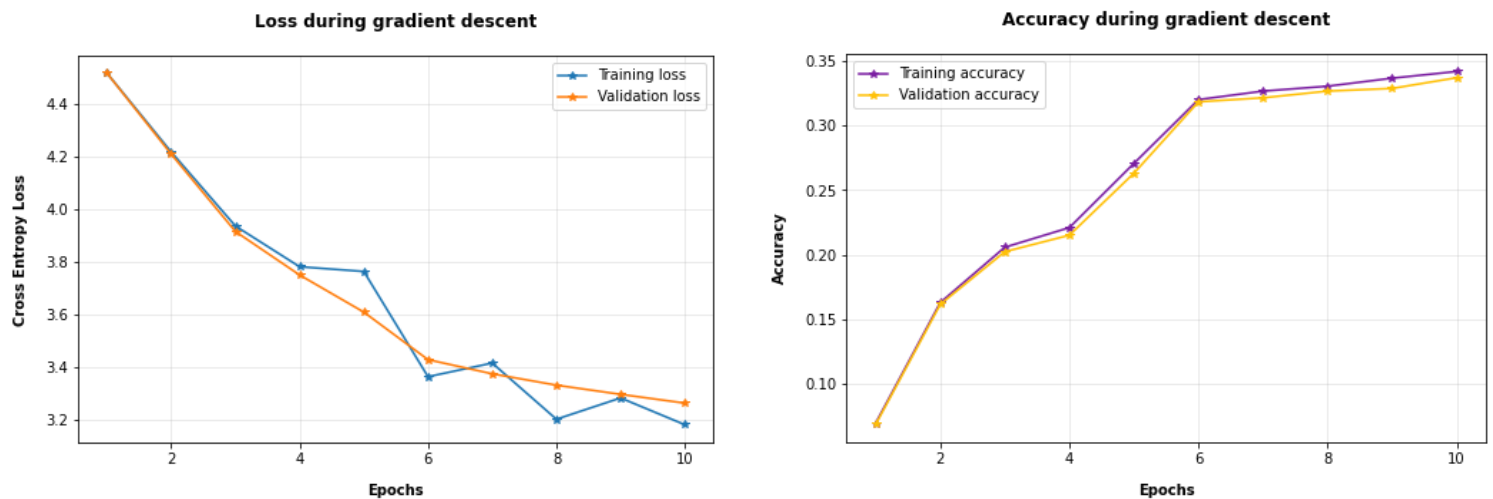 Loss during gradient descent
4.4
4.2
4.0
3.8
3.6
3.4
3.2
Cross Entropy Loss
Training loss
Validation loss
2
4
6
8
10
Epochs
Accuracy during gradient descent
0.35
0.30
0.25
0.20
0.15
0.10
Accuracy
Training accuracy
Validation accuracy
2
4
6
8
10
Epochs